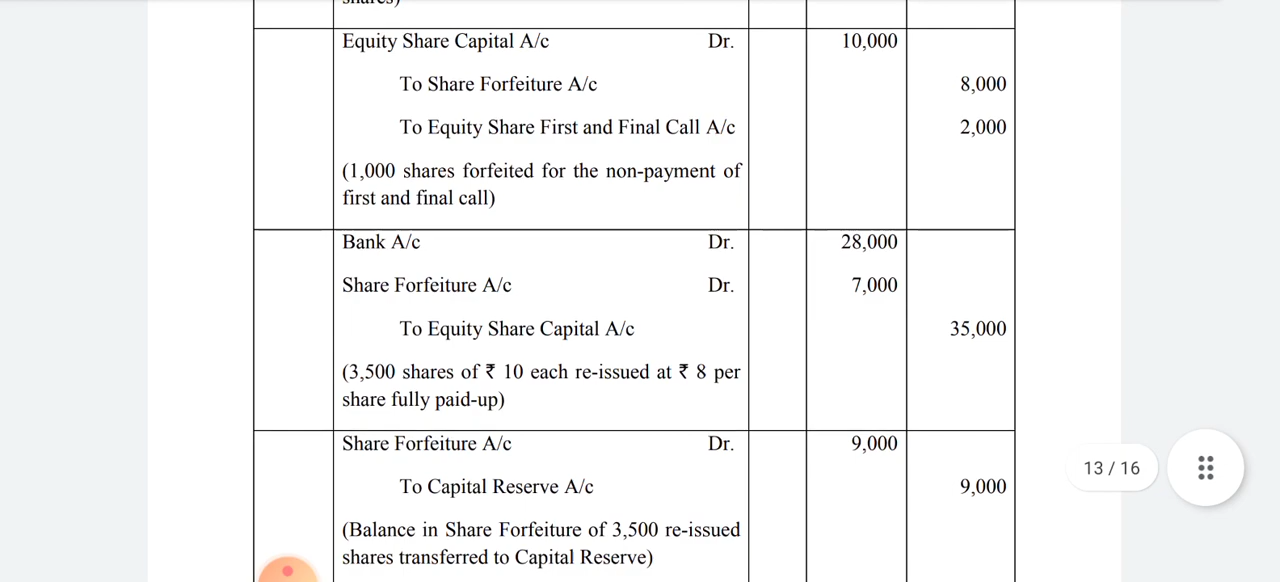 Equity Share Capital A/c Dr. 10,000
To Share Forfeiture A/c 8,000
To Equity Share First and Final Call A/c 2,000
(1,000 shares forfeited for the non-payment of
first and final call)
Bank A/c Dr. 28,000
Share Forfeiture A/c Dr. 7,000
To Equity Share Capital A/c 35,000
(3,500 shares of ₹ 10 each re-issued at ₹ 8 per
share fully paid-up)
Share Forfeiture A/c Dr. 9,000
To Capital Reserve A/c 9,000
(Balance in Share Forfeiture of 3,500 re-issued
shares transferred to Capital Reserve)
13 / 16